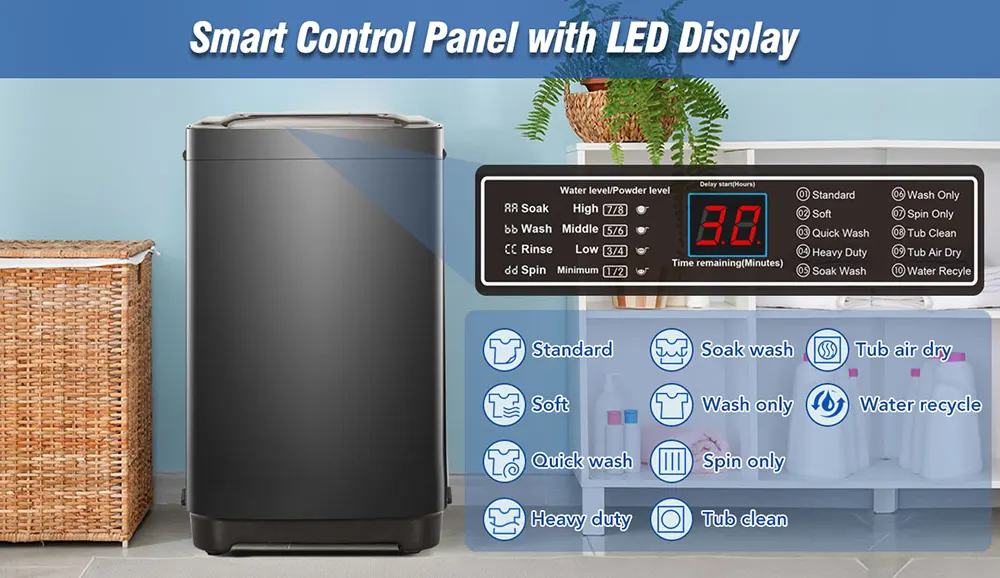 Smart Control Panel with LED Display
Water level/Powder level
AA Soak High 7/8
bb Wash Middle 5/6
CC Rinse Low 3/4
dd Spin Minimum 1/2
Delay start(Hours)
3.0.
Time remaining(Minutes)
01 Standard
02 Soft
03 Quick Wash
04 Heavy Duty
05 Soak Wash
06 Wash Only
07 Spin Only
08 Tub Clean
09 Tub Air Dry
10 Water Recyle
Standard
Soft
Quick wash
Heavy duty
Soak wash
Wash only
Spin only
Tub clean
Tub air dry
Water recycle